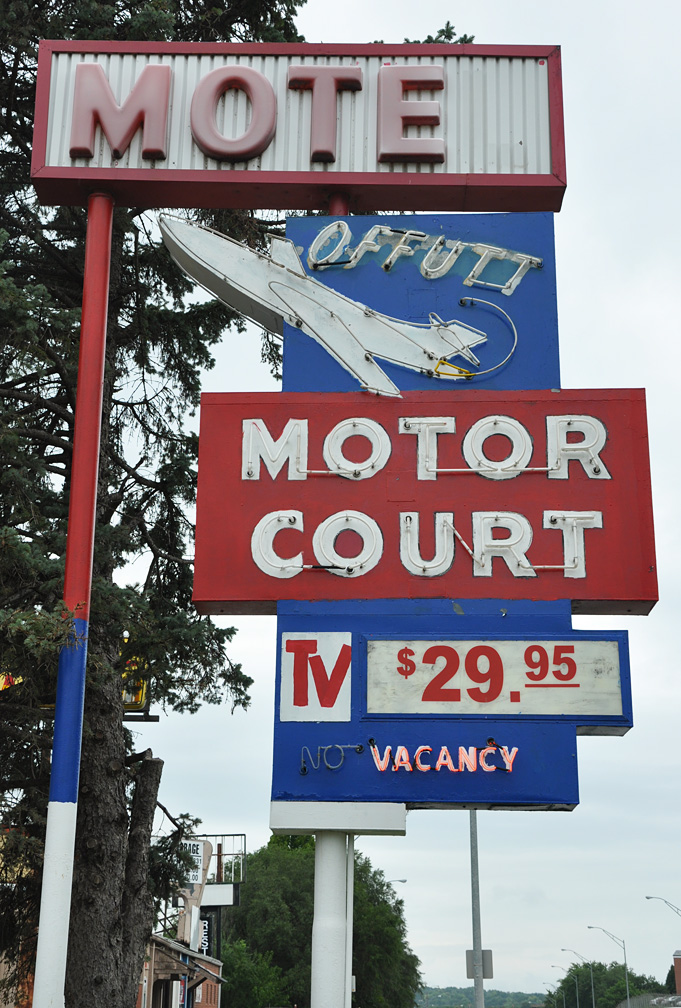 MOTE
OFFUTT
MOTOR
COURT
TV
$29.95
NO VACANCY